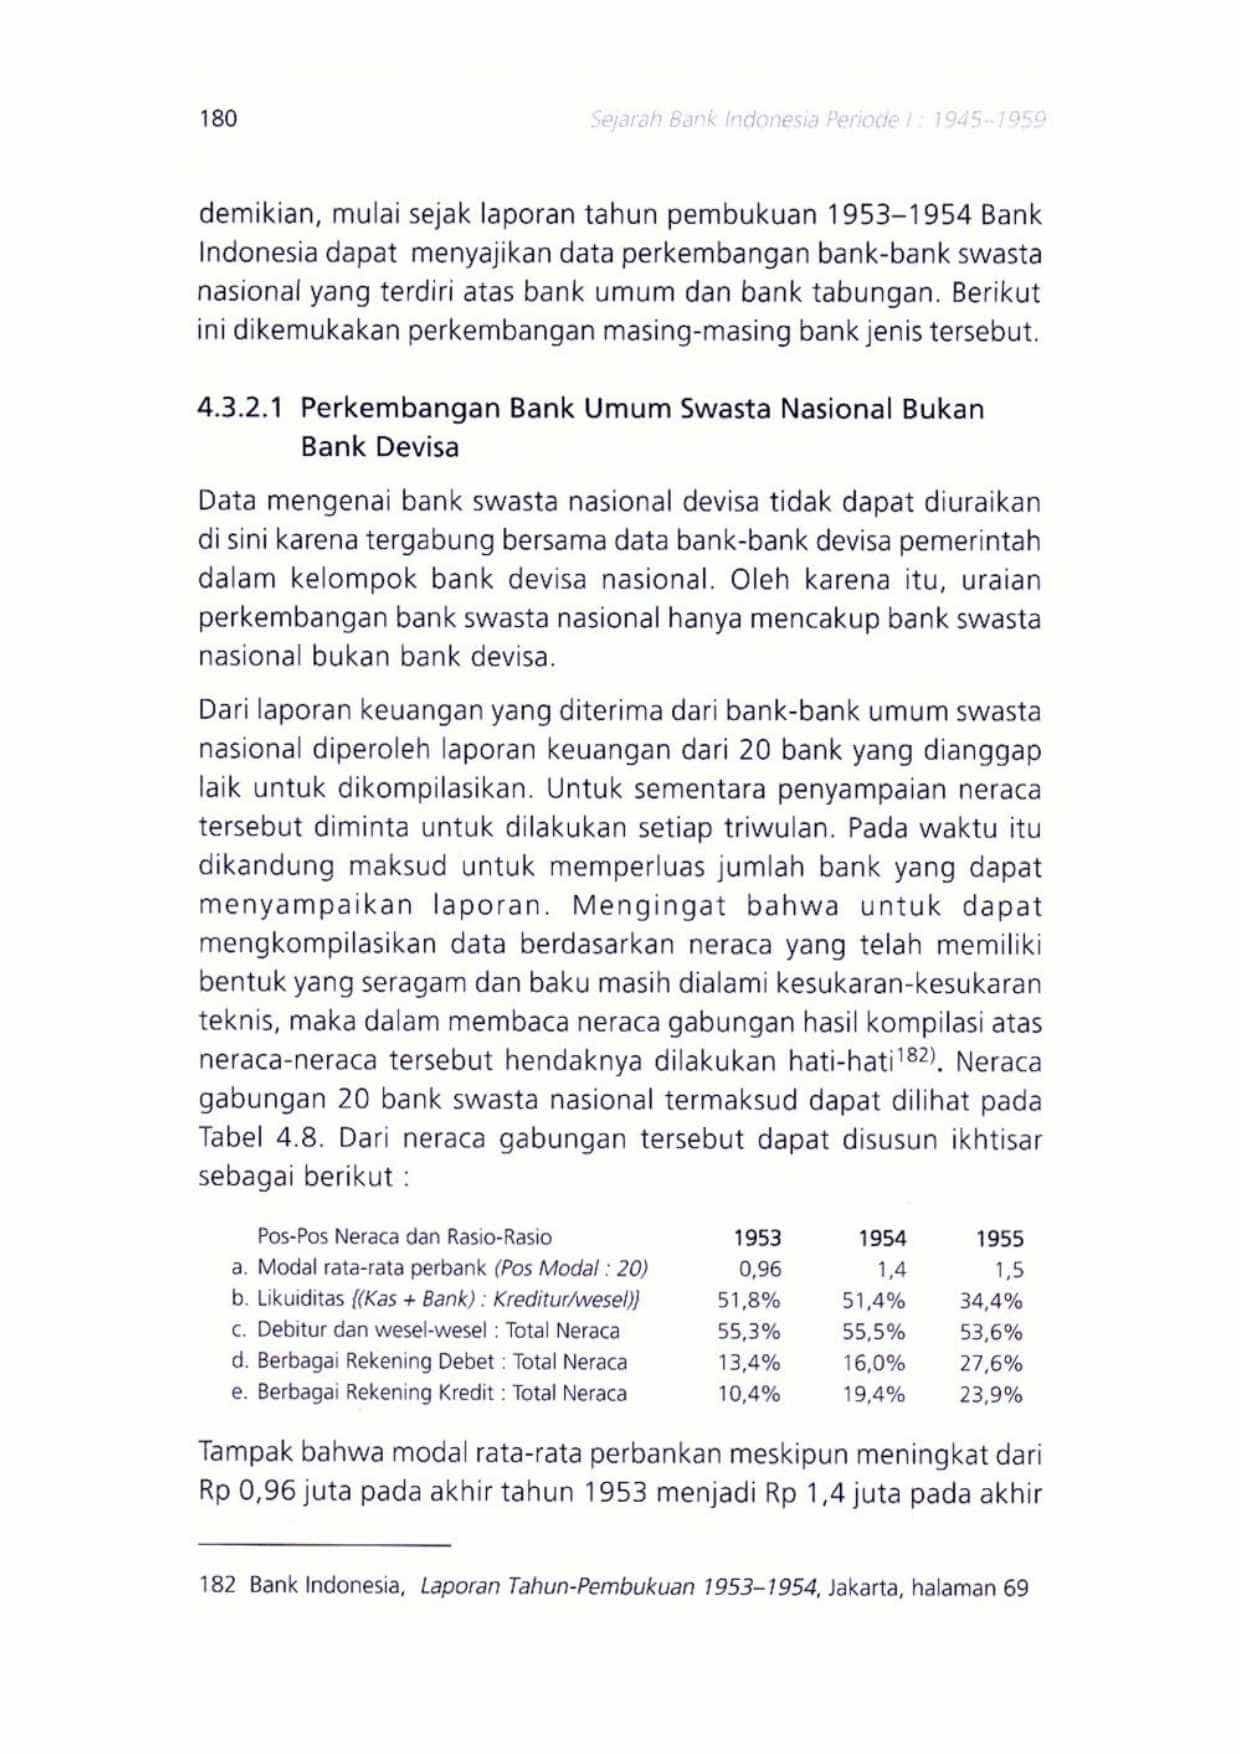 180 Sejarah Bank Indonesia Periode I : 1945–1959
demikian, mulai sejak laporan tahun pembukuan 1953–1954 Bank
Indonesia dapat menyajikan data perkembangan bank-bank swasta
nasional yang terdiri atas bank umum dan bank tabungan. Berikut
ini dikemukakan perkembangan masing-masing bank jenis tersebut.
4.3.2.1 Perkembangan Bank Umum Swasta Nasional Bukan
Bank Devisa
Data mengenai bank swasta nasional devisa tidak dapat diuraikan
di sini karena tergabung bersama data bank-bank devisa pemerintah
dalam kelompok bank devisa nasional. Oleh karena itu, uraian
perkembangan bank swasta nasional hanya mencakup bank swasta
nasional bukan bank devisa.
Dari laporan keuangan yang diterima dari bank-bank umum swasta
nasional diperoleh laporan keuangan dari 20 bank yang dianggap
laik untuk dikompilasikan. Untuk sementara penyampaian neraca
tersebut diminta untuk dilakukan setiap triwulan. Pada waktu itu
dikandung maksud untuk memperluas jumlah bank yang dapat
menyampaikan laporan. Mengingat bahwa untuk dapat
mengkompilasikan data berdasarkan neraca yang telah memiliki
bentuk yang seragam dan baku masih dialami kesukaran-kesukaran
teknis, maka dalam membaca neraca gabungan hasil kompilasi atas
neraca-neraca tersebut hendaknya dilakukan hati-hati182). Neraca
gabungan 20 bank swasta nasional termaksud dapat dilihat pada
Tabel 4.8. Dari neraca gabungan tersebut dapat disusun ikhtisar
sebagai berikut :
Pos-Pos Neraca dan Rasio-Rasio 1953 1954 1955
a. Modal rata-rata perbank (Pos Modal : 20) 0,96 1,4 1,5
b. Likuiditas {(Kas + Bank) : Kreditur/wesel)} 51,8% 51,4% 34,4%
c. Debitur dan wesel-wesel : Total Neraca 55,3% 55,5% 53,6%
d. Berbagai Rekening Debet : Total Neraca 13,4% 16,0% 27,6%
e. Berbagai Rekening Kredit : Total Neraca 10,4% 19,4% 23,9%
Tampak bahwa modal rata-rata perbankan meskipun meningkat dari
Rp 0,96 juta pada akhir tahun 1953 menjadi Rp 1,4 juta pada akhir
182 Bank Indonesia, Laporan Tahun-Pembukuan 1953–1954, Jakarta, halaman 69